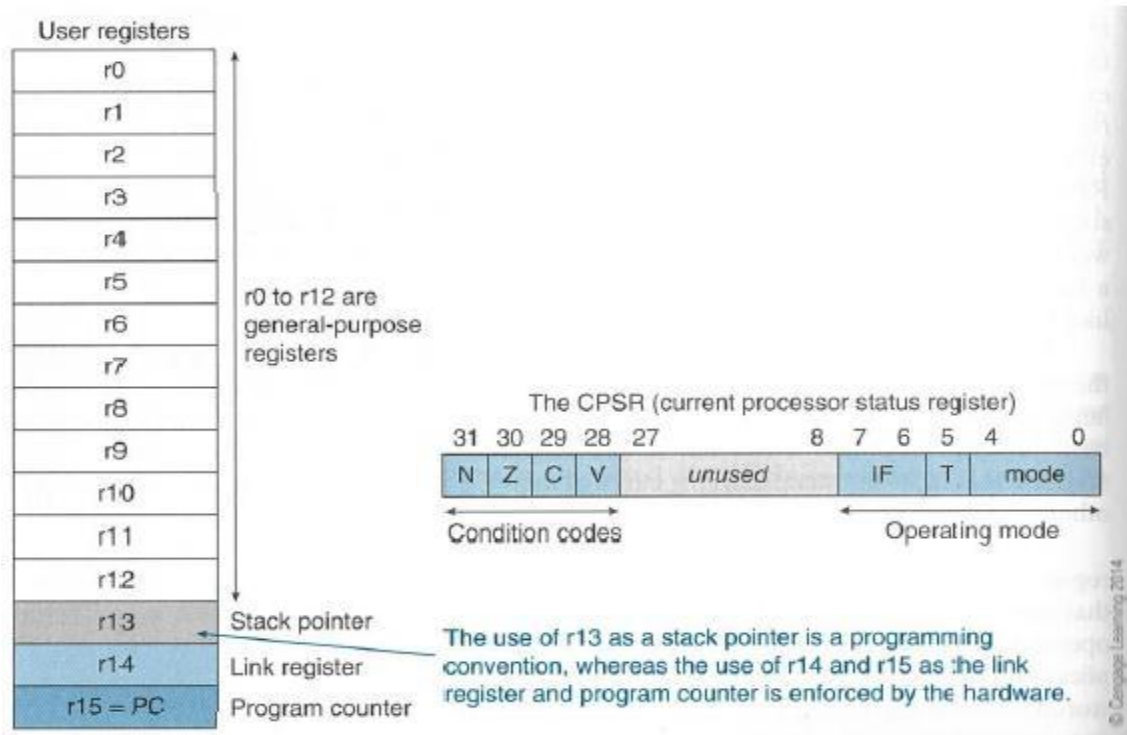 User registers
r0
r1
r2
r3
r4
r5
r6
r7
r8
r9
r10
r11
r12
r13
r14
r15 = PC
r0 to r12 are
general-purpose
registers
Stack pointer
Link register
Program counter
The CPSR (current processor status register)
31 30 29 28 27 8 7 6 5 4 0
N Z C V unused IF T mode
Condition codes
Operating mode
The use of r13 as a stack pointer is a programming
convention, whereas the use of r14 and r15 as the link
register and program counter is enforced by the hardware.
© Cengage Learning 2014